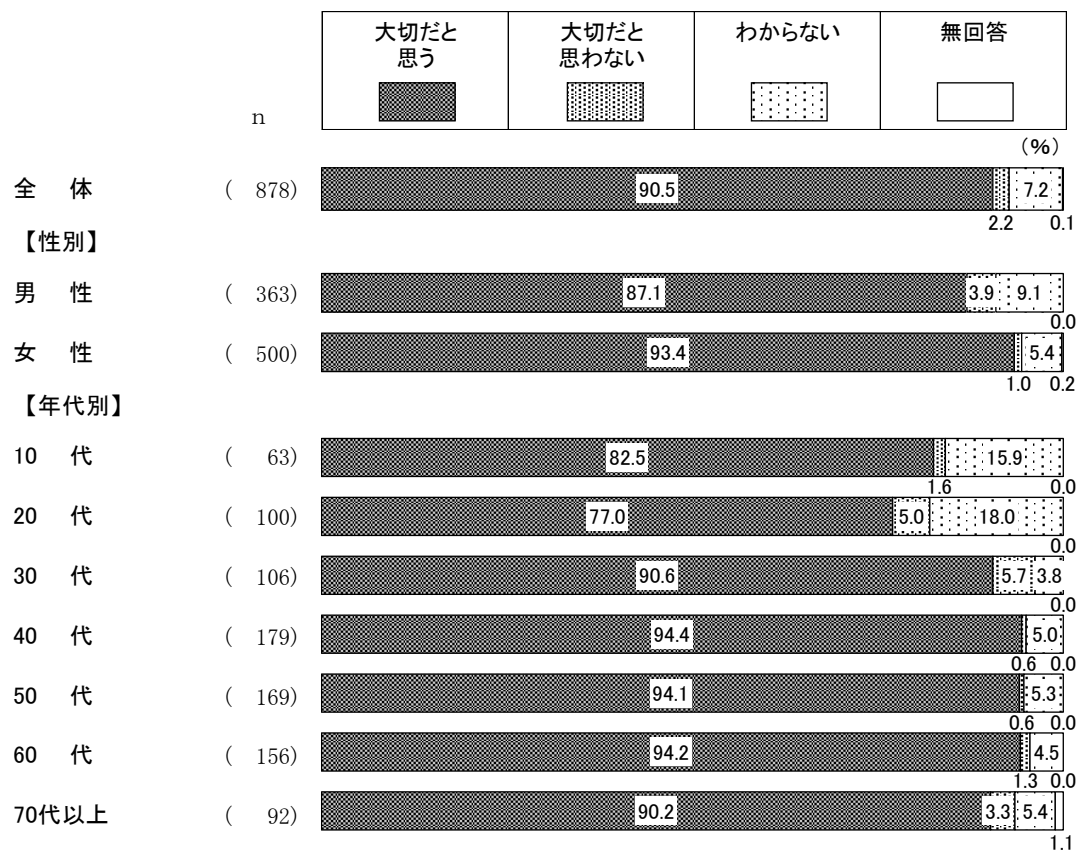 大切だと思う 大切だと思わない わからない 無回答
n
(%)
全 体 ( 878) 90.5 7.2
2.2 0.1
【性別】
男 性 ( 363) 87.1 3.9 9.1
0.0
女 性 ( 500) 93.4 5.4
1.0 0.2
【年代別】
10 代 ( 63) 82.5 15.9
1.6 0.0
20 代 ( 100) 77.0 5.0 18.0
0.0
30 代 ( 106) 90.6 5.7 3.8
0.0
40 代 ( 179) 94.4 5.0
0.6 0.0
50 代 ( 169) 94.1 5.3
0.6 0.0
60 代 ( 156) 94.2 4.5
1.3 0.0
70代以上 ( 92) 90.2 3.3 5.4
1.1